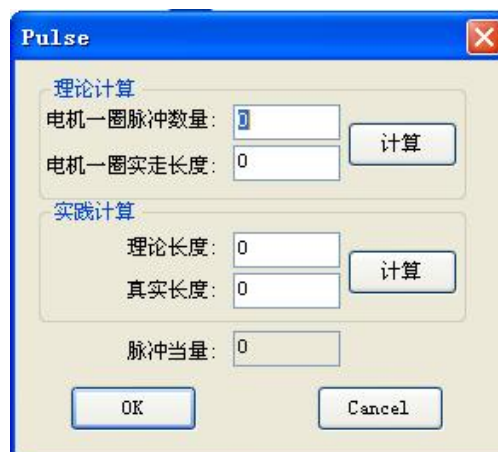 Pulse
理论计算
电机一圈脉冲数量: 0
计算
电机一圈实走长度: 0
实践计算
理论长度: 0
计算
真实长度: 0
脉冲当量: 0
OK Cancel